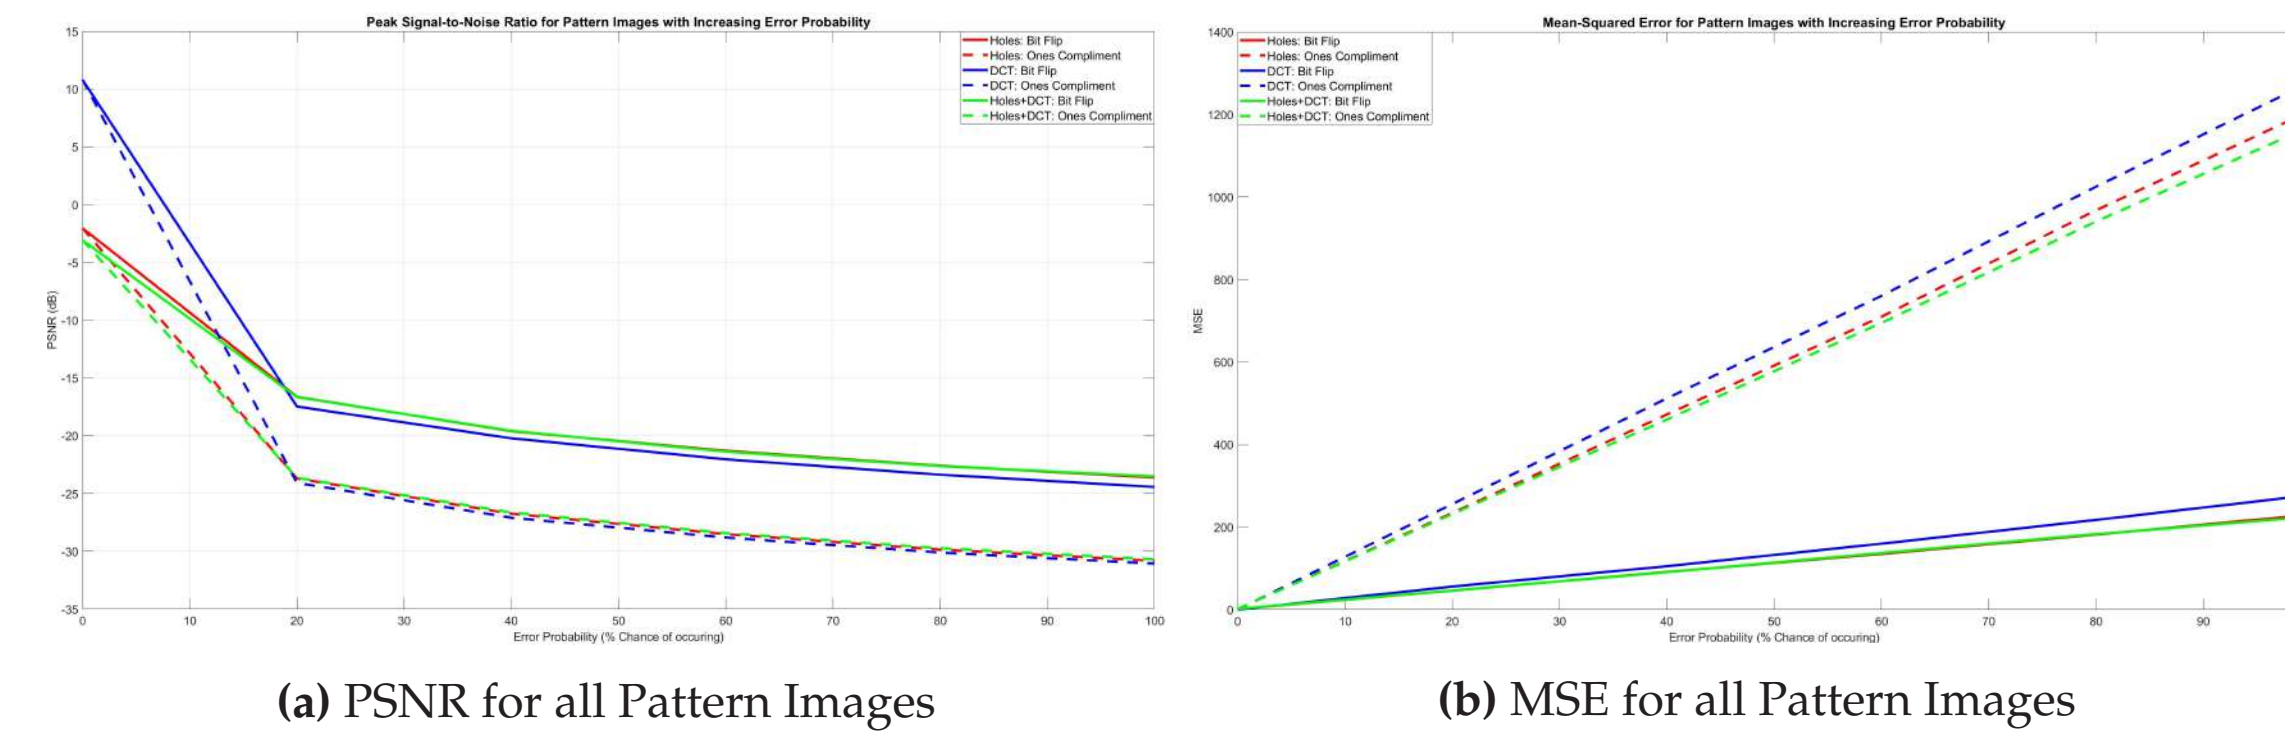 Peak Signal-to-Noise Ratio for Pattern Images with Increasing Error Probability
15
10
5
0
-5
-10
-15
-20
-25
-30
-35
PSNR (dB)
Holes: Bit Flip
Holes: Ones Compliment
DCT: Bit Flip
DCT: Ones Compliment
Holes+DCT: Bit Flip
Holes+DCT: Ones Compliment
0 10 20 30 40 50 60 70 80 90 100
Error Probability (% Chance of occuring)
(a) PSNR for all Pattern Images
Mean-Squared Error for Pattern Images with Increasing Error Probability
1400
1200
1000
800
600
400
200
0
MSE
Holes: Bit Flip
Holes: Ones Compliment
DCT: Bit Flip
DCT: Ones Compliment
Holes+DCT: Bit Flip
Holes+DCT: Ones Compliment
0 10 20 30 40 50 60 70 80 90
Error Probability (% Chance of occuring)
(b) MSE for all Pattern Images